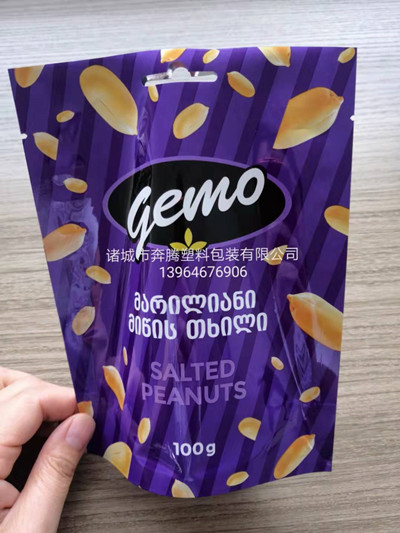 gemo
诸城市奔腾塑料包装有限公司
13964676906
მარილიანი
მიწის თხილი
SALTED
PEANUTS
100g